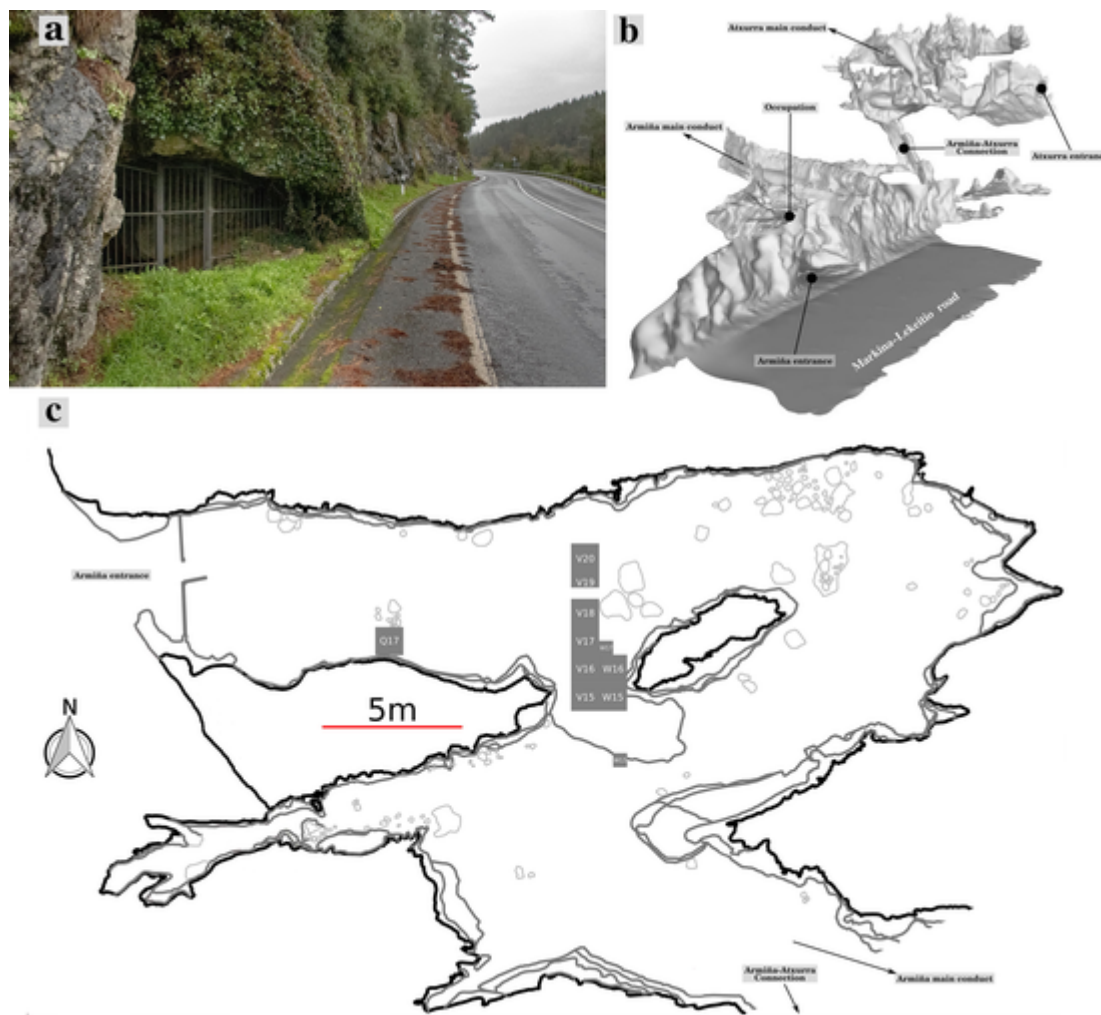 a
b
Atxurra main conduct
Occupation
Armiña main conduct
Armiña-Atxurra
Connection
Atxurra entrance
Markina-Lekeitio road
Armiña entrance
c
V20
V19
Armiña entrance
V18
Q17
V17
V16 W16
V15 W15
5m
N
Armiña-Atxurra
Connection
Armiña main conduct